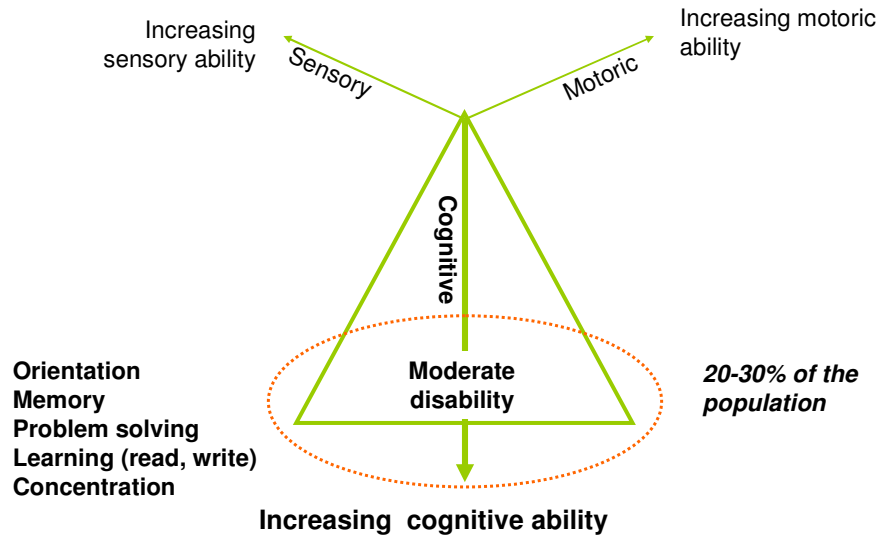 Increasing
sensory ability
Increasing motoric
ability
Sensory
Motoric
Cognitive
Orientation
Memory
Problem solving
Learning (read, write)
Concentration
Moderate
disability
20-30% of the
population
Increasing cognitive ability